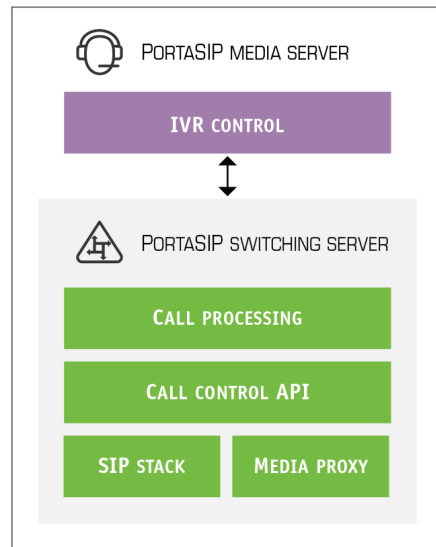 PortaSIP media server
IVR control
PortaSIP switching server
Call processing
Call control API
SIP stack
Media proxy